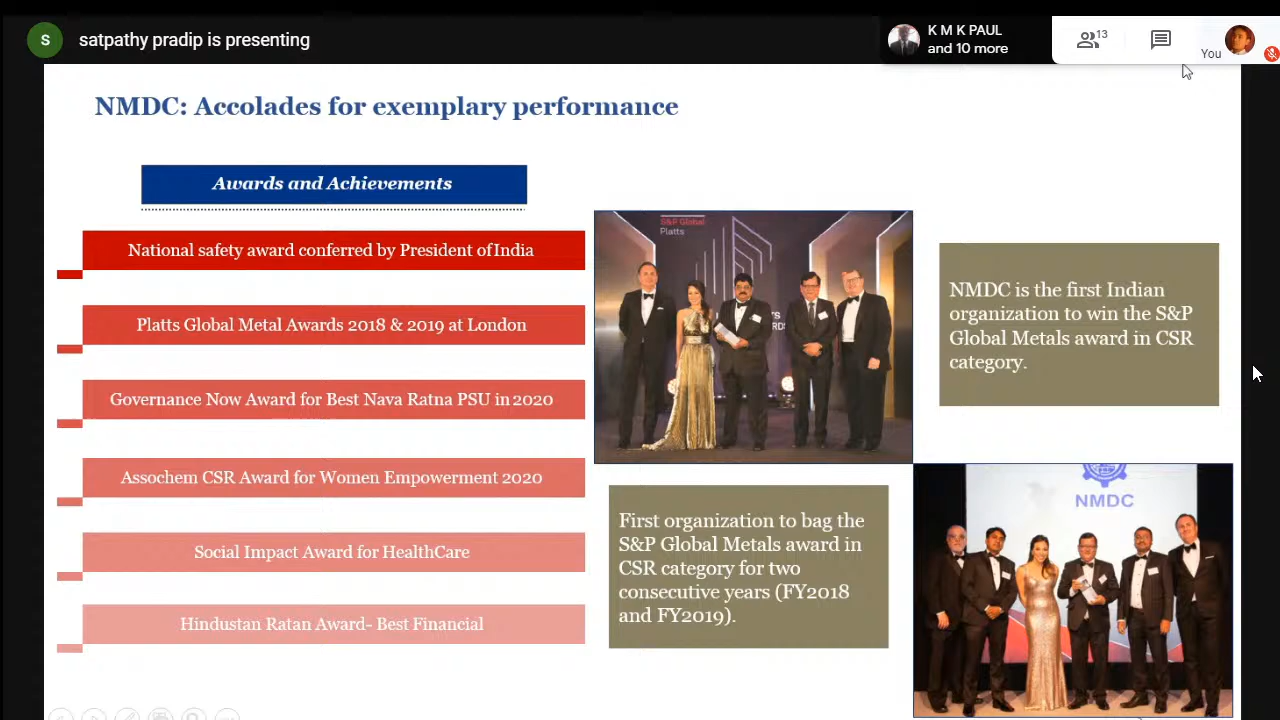 S
satpathy pradip is presenting
K M K PAUL
and 10 more
13
You
NMDC: Accolades for exemplary performance
Awards and Achievements
National safety award conferred by President of India
Platts Global Metal Awards 2018 & 2019 at London
Governance Now Award for Best Nava Ratna PSU in 2020
Assochem CSR Award for Women Empowerment 2020
Social Impact Award for HealthCare
Hindustan Ratan Award- Best Financial
S&P Global
Platts
NMDC is the first Indian
organization to win the S&P
Global Metals award in CSR
category.
First organization to bag the
S&P Global Metals award in
CSR category for two
consecutive years (FY2018
and FY2019).
NMDC